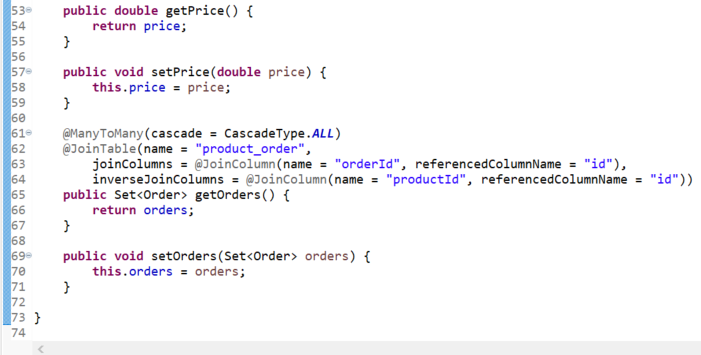 53 public double getPrice() {
54 return price;
55 }
56
57 public void setPrice(double price) {
58 this.price = price;
59 }
60
61 @ManyToMany(cascade = CascadeType.ALL)
62 @JoinTable(name = "product_order",
63 joinColumns = @JoinColumn(name = "orderId", referencedColumnName = "id"),
64 inverseJoinColumns = @JoinColumn(name = "productId", referencedColumnName = "id"))
65 public Set<Order> getOrders() {
66 return orders;
67 }
68
69 public void setOrders(Set<Order> orders) {
70 this.orders = orders;
71 }
72
73 }
74